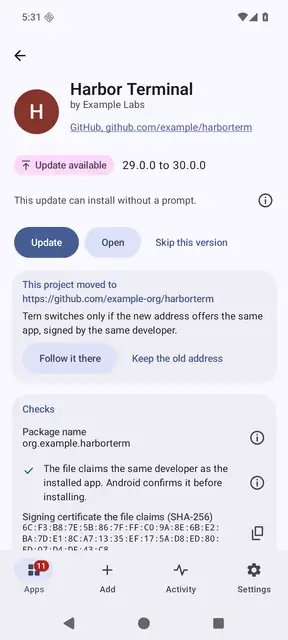 5:31
H
Harbor Terminal
by Example Labs
GitHub, github.com/example/harborterm
Update available
29.0.0 to 30.0.0
This update can install without a prompt.
Update
Open
Skip this version
This project moved to
https://github.com/example-org/harborterm
Tern switches only if the new address offers the
same app, signed by the same developer.
Follow it there
Keep the old address
Checks
Package name
org.example.harborterm
The file claims the same developer as the
installed app. Android confirms it before
installing.
Signing certificate the file claims (SHA-256)
6C:F3:B8:7E:5B:86:7F:FF:C0:9A:8E:6B:E2:
BA:7D:E1:8C:A7:13:35:EF:17:5A:D8:ED:80:
11
Apps
Add
Activity
Settings